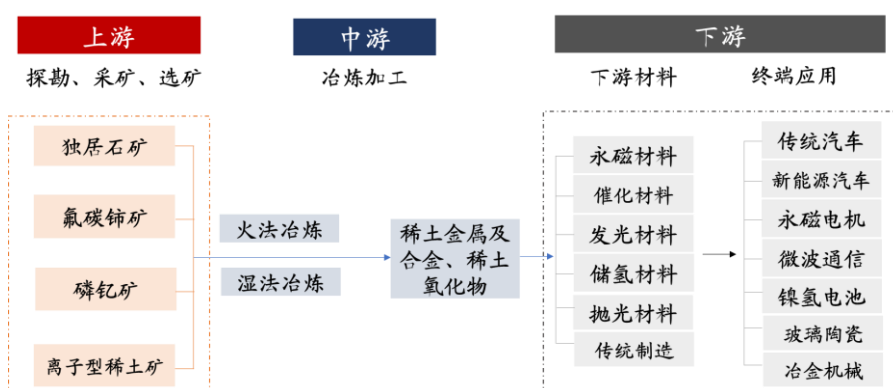 上游
中游
下游
探勘、采矿、选矿
冶炼加工
下游材料
终端应用
独居石矿
氟碳铈矿
磷钇矿
离子型稀土矿
火法冶炼
湿法冶炼
稀土金属及
合金、稀土
氧化物
永磁材料
催化材料
发光材料
储氢材料
抛光材料
传统制造
传统汽车
新能源汽车
永磁电机
微波通信
镍氢电池
玻璃陶瓷
冶金机械